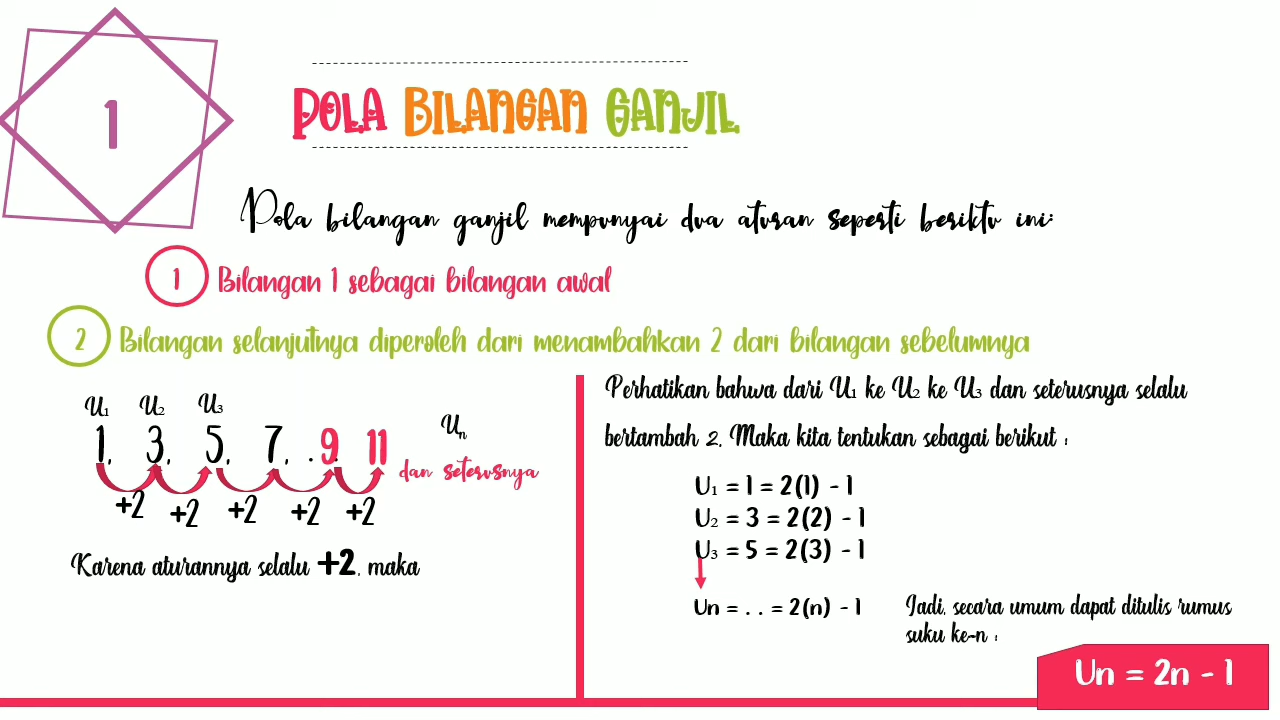 1
POLA BILANGAN GANJIL
Pola bilangan ganjil mempunyai dua aturan seperti beriktu ini:
1 Bilangan 1 sebagai bilangan awal
2 Bilangan selanjutnya diperoleh dari menambahkan 2 dari bilangan sebelumnya
U1 U2 U3 Un
1, 3, 5, 7, . 9 11
dan seterusnya
+2 +2 +2 +2 +2
Karena aturannya selalu +2, maka
Perhatikan bahwa dari U1 ke U2 ke U3 dan seterusnya selalu
bertambah 2, Maka kita tentukan sebagai berikut :
U1 = 1 = 2(1) - 1
U2 = 3 = 2(2) - 1
U3 = 5 = 2(3) - 1
Un = . . = 2(n) - 1
Jadi, secara umum dapat ditulis rumus
suku ke-n :
Un = 2n - 1